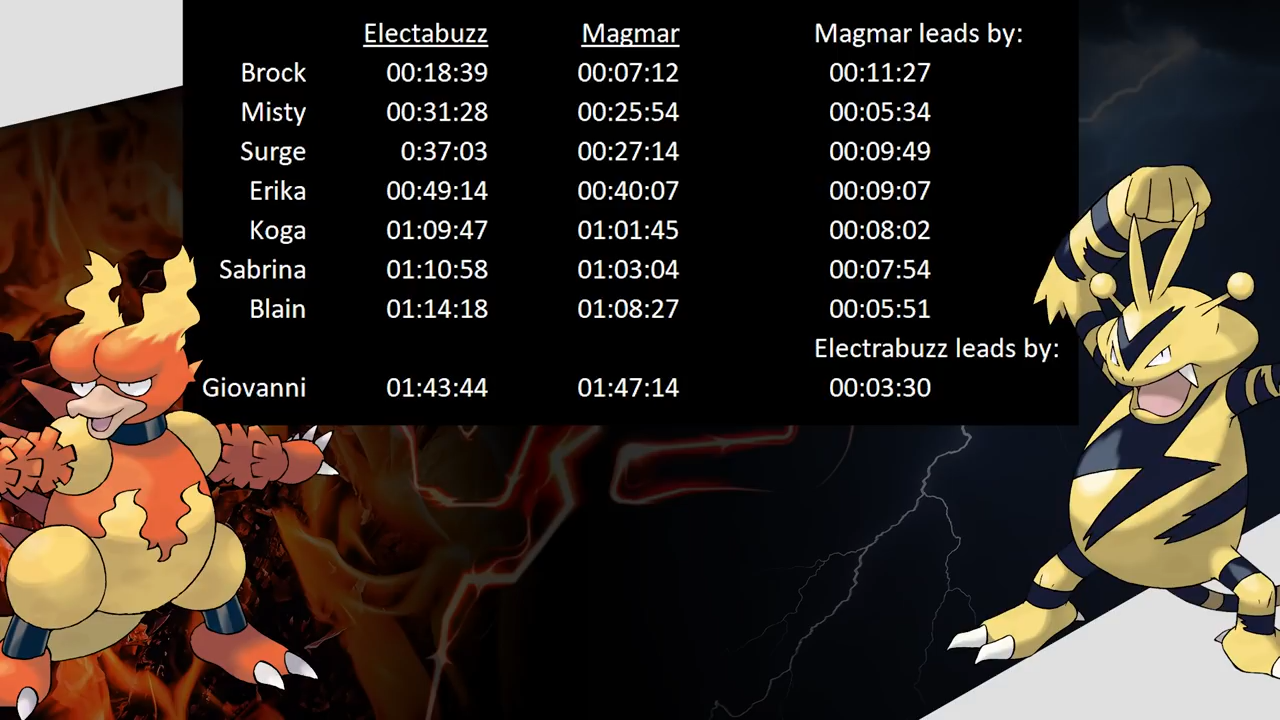 Electabuzz Magmar Magmar leads by:
Brock 00:18:39 00:07:12 00:11:27
Misty 00:31:28 00:25:54 00:05:34
Surge 0:37:03 00:27:14 00:09:49
Erika 00:49:14 00:40:07 00:09:07
Koga 01:09:47 01:01:45 00:08:02
Sabrina 01:10:58 01:03:04 00:07:54
Blain 01:14:18 01:08:27 00:05:51
Electrabuzz leads by:
Giovanni 01:43:44 01:47:14 00:03:30